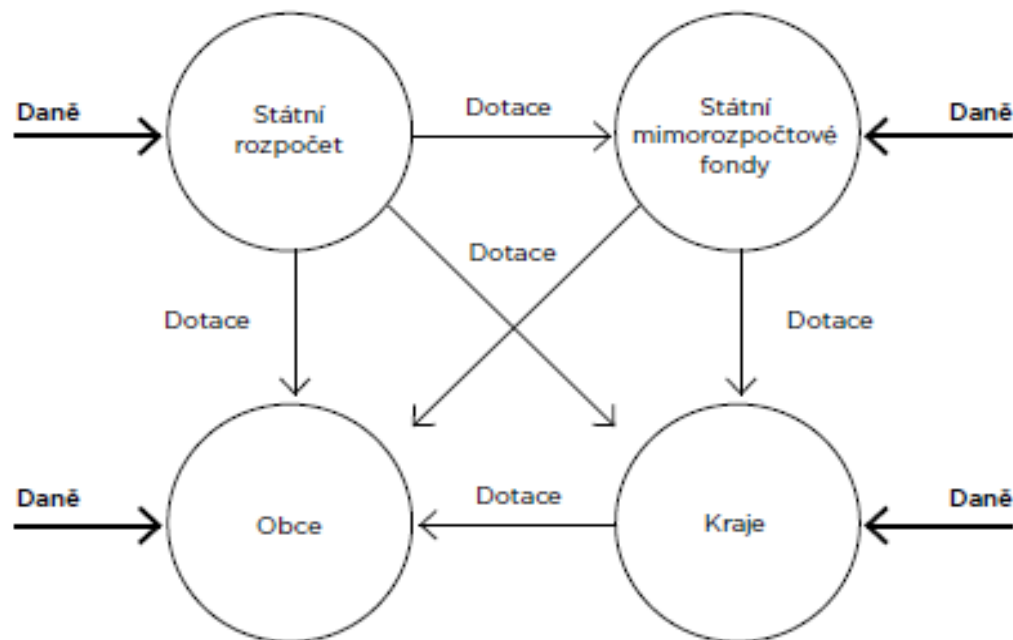 Daně
Státní
rozpočet
Dotace
Státní
mimorozpočtové
fondy
Daně
Dotace
Dotace
Dotace
Daně
Obce
Dotace
Kraje
Daně